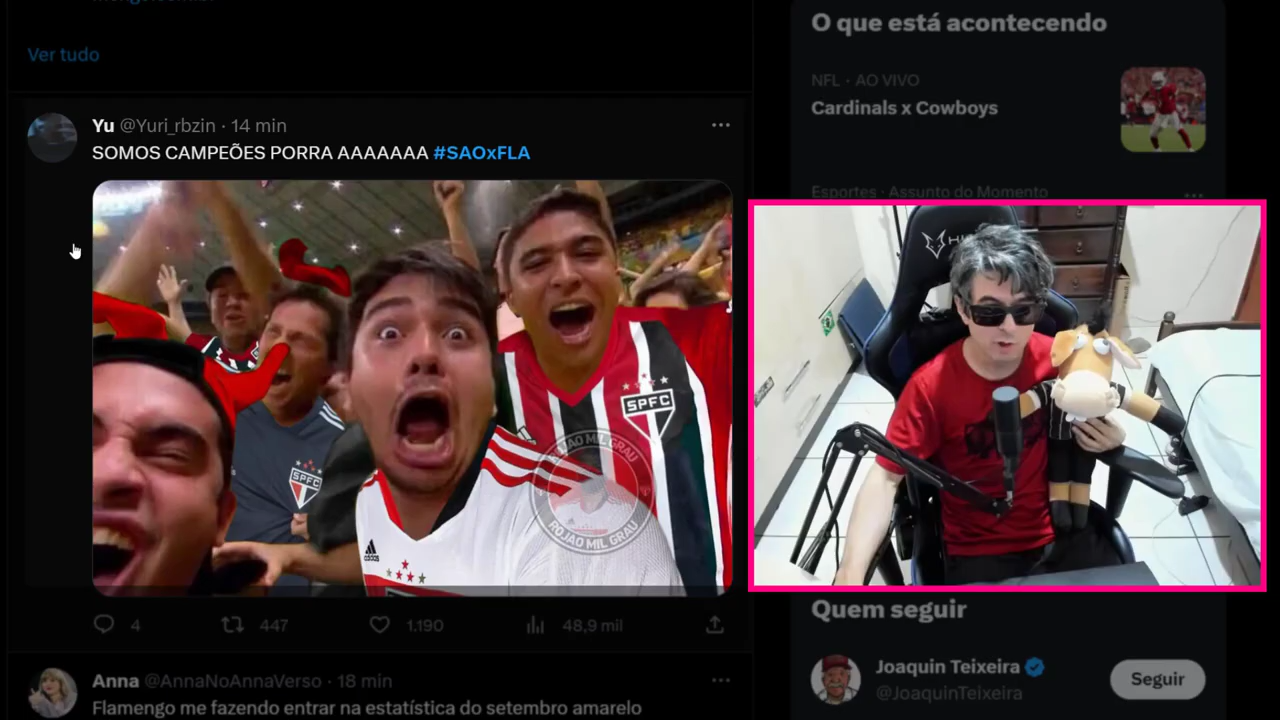 Ver tudo
Yu @Yuri_rbzin · 14 min
SOMOS CAMPEÕES PORRA AAAAAAA #SAOxFLA
SPFC
SPFC
adidas
ROJÃO MIL GRAU
ROJÃO MIL GRAU
4
447
1.190
48,9 mil
Anna @AnnaNoAnnaVerso · 18 min
Flamengo me fazendo entrar na estatística do setembro amarelo
O que está acontecendo
NFL · AO VIVO
Cardinals x Cowboys
Esportes · Assunto do Momento
Quem seguir
Joaquin Teixeira
@JoaquinTeixeira
Seguir